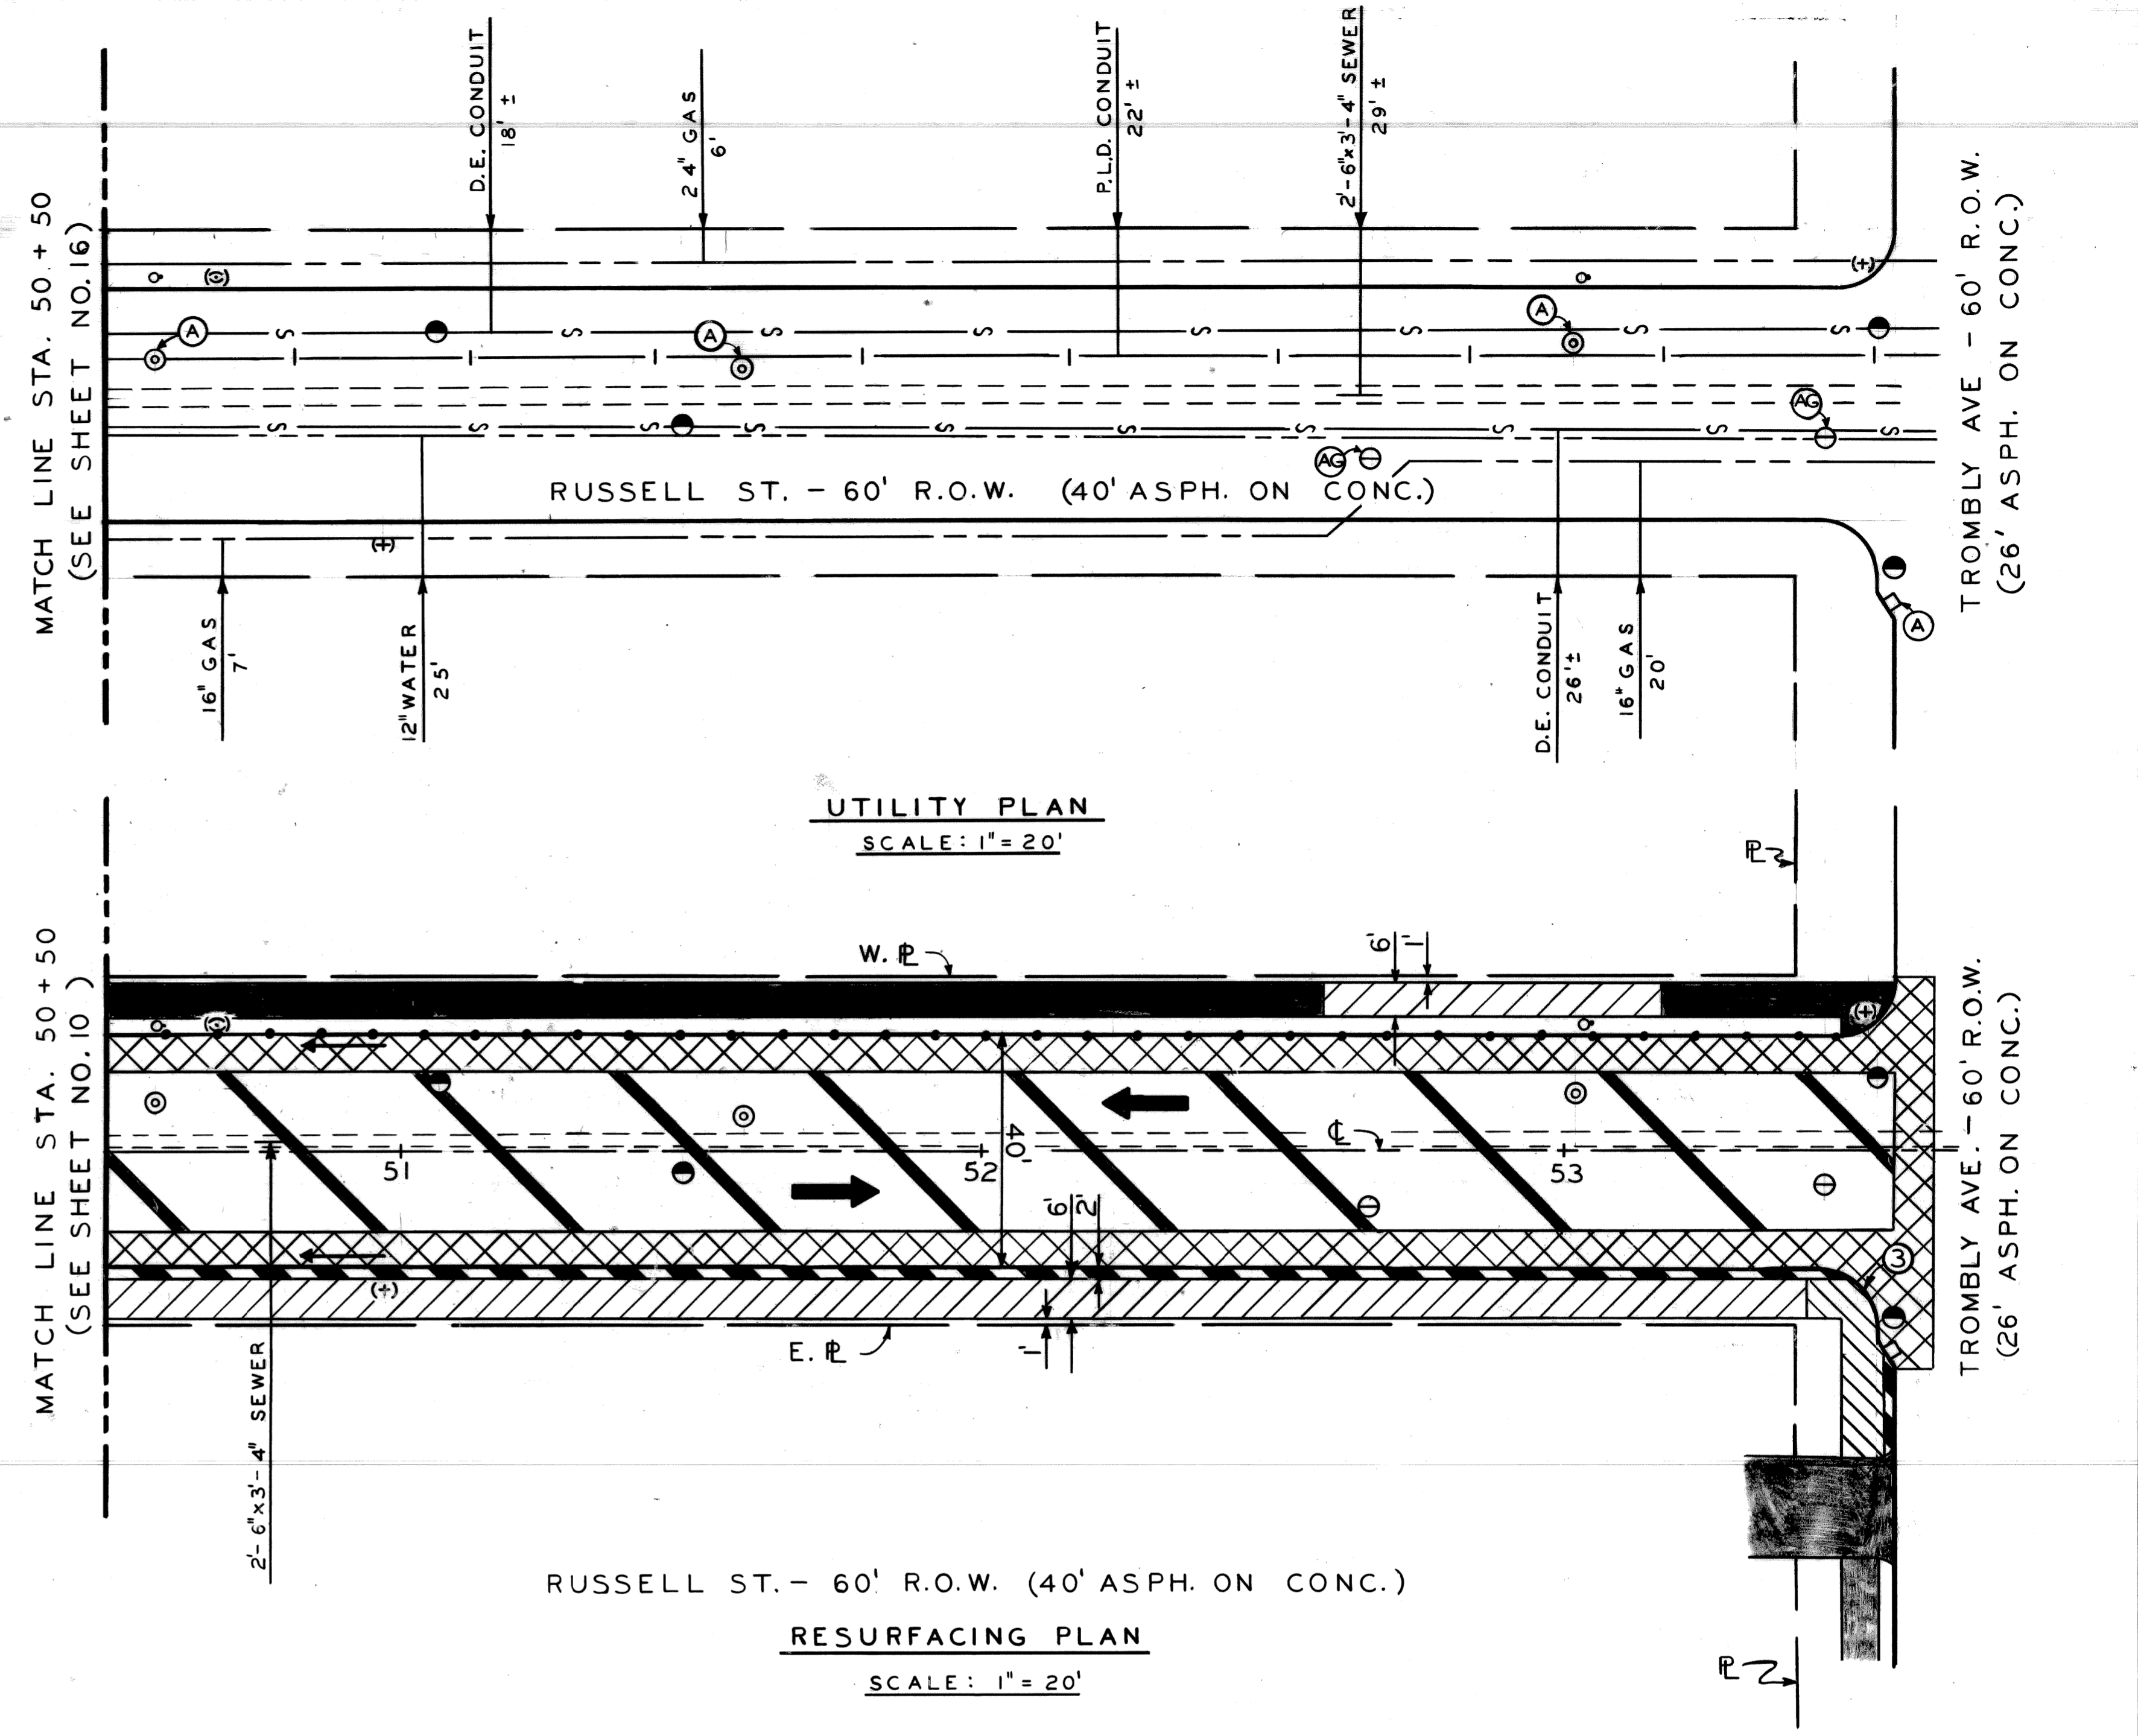 D.E. CONDUIT
18' ±
24" GAS
6'
P.L.D. CONDUIT
22' ±
2'-6"x3'-4" SEWER
29' ±
MATCH LINE STA. 50 + 50
(SEE SHEET NO. 16)
TROMBLY AVE - 60' R.O.W.
(26' ASPH. ON CONC.)
A
A
A
S S S S S S S
AG
S S S S S S S S S
AG
RUSSELL ST. - 60' R.O.W. (40' ASPH. ON CONC.)
A
16" GAS
7'
12" WATER
25'
D.E. CONDUIT
26' ±
16" GAS
20'
UTILITY PLAN
SCALE: 1" = 20'
PL
MATCH LINE STA. 50 + 50
(SEE SHEET NO. 10 )
W. PL
6'
1'
TROMBLY AVE. - 60' R.O.W.
(26' ASPH. ON CONC.)
40'
CL
51
52
53
6'
2'
3
1'
E. PL
2'- 6"x3'- 4" SEWER
RUSSELL ST. - 60' R.O.W. (40' ASPH. ON CONC.)
RESURFACING PLAN
SCALE: 1" = 20'
PL